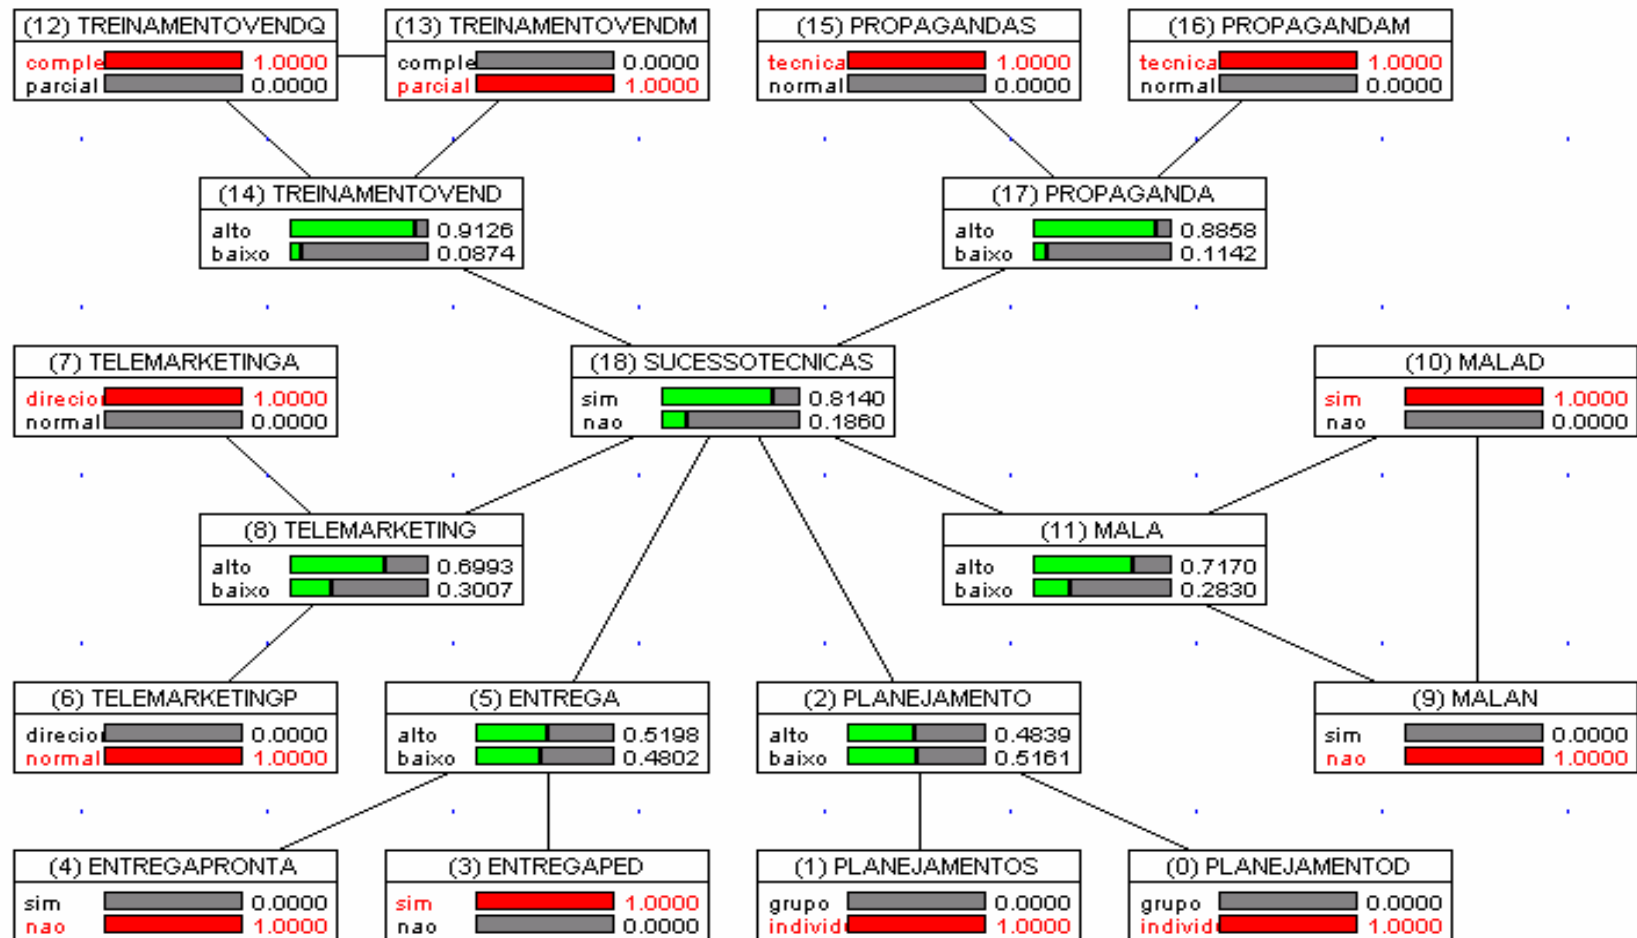 (12) TREINAMENTOVENDQ
comple 1.0000
parcial 0.0000
(13) TREINAMENTOVENDM
comple 0.0000
parcial 1.0000
(15) PROPAGANDAS
tecnica 1.0000
normal 0.0000
(16) PROPAGANDAM
tecnica 1.0000
normal 0.0000
(14) TREINAMENTOVEND
alto 0.9126
baixo 0.0874
(17) PROPAGANDA
alto 0.8858
baixo 0.1142
(7) TELEMARKETINGA
direcio 1.0000
normal 0.0000
(18) SUCESSOTECNICAS
sim 0.8140
nao 0.1860
(10) MALAD
sim 1.0000
nao 0.0000
(8) TELEMARKETING
alto 0.6993
baixo 0.3007
(11) MALA
alto 0.7170
baixo 0.2830
(6) TELEMARKETINGP
direcio 0.0000
normal 1.0000
(5) ENTREGA
alto 0.5198
baixo 0.4802
(2) PLANEJAMENTO
alto 0.4839
baixo 0.5161
(9) MALAN
sim 0.0000
nao 1.0000
(4) ENTREGAPRONTA
sim 0.0000
nao 1.0000
(3) ENTREGAPED
sim 1.0000
nao 0.0000
(1) PLANEJAMENTOS
grupo 0.0000
individ 1.0000
(0) PLANEJAMENTOD
grupo 0.0000
individ 1.0000